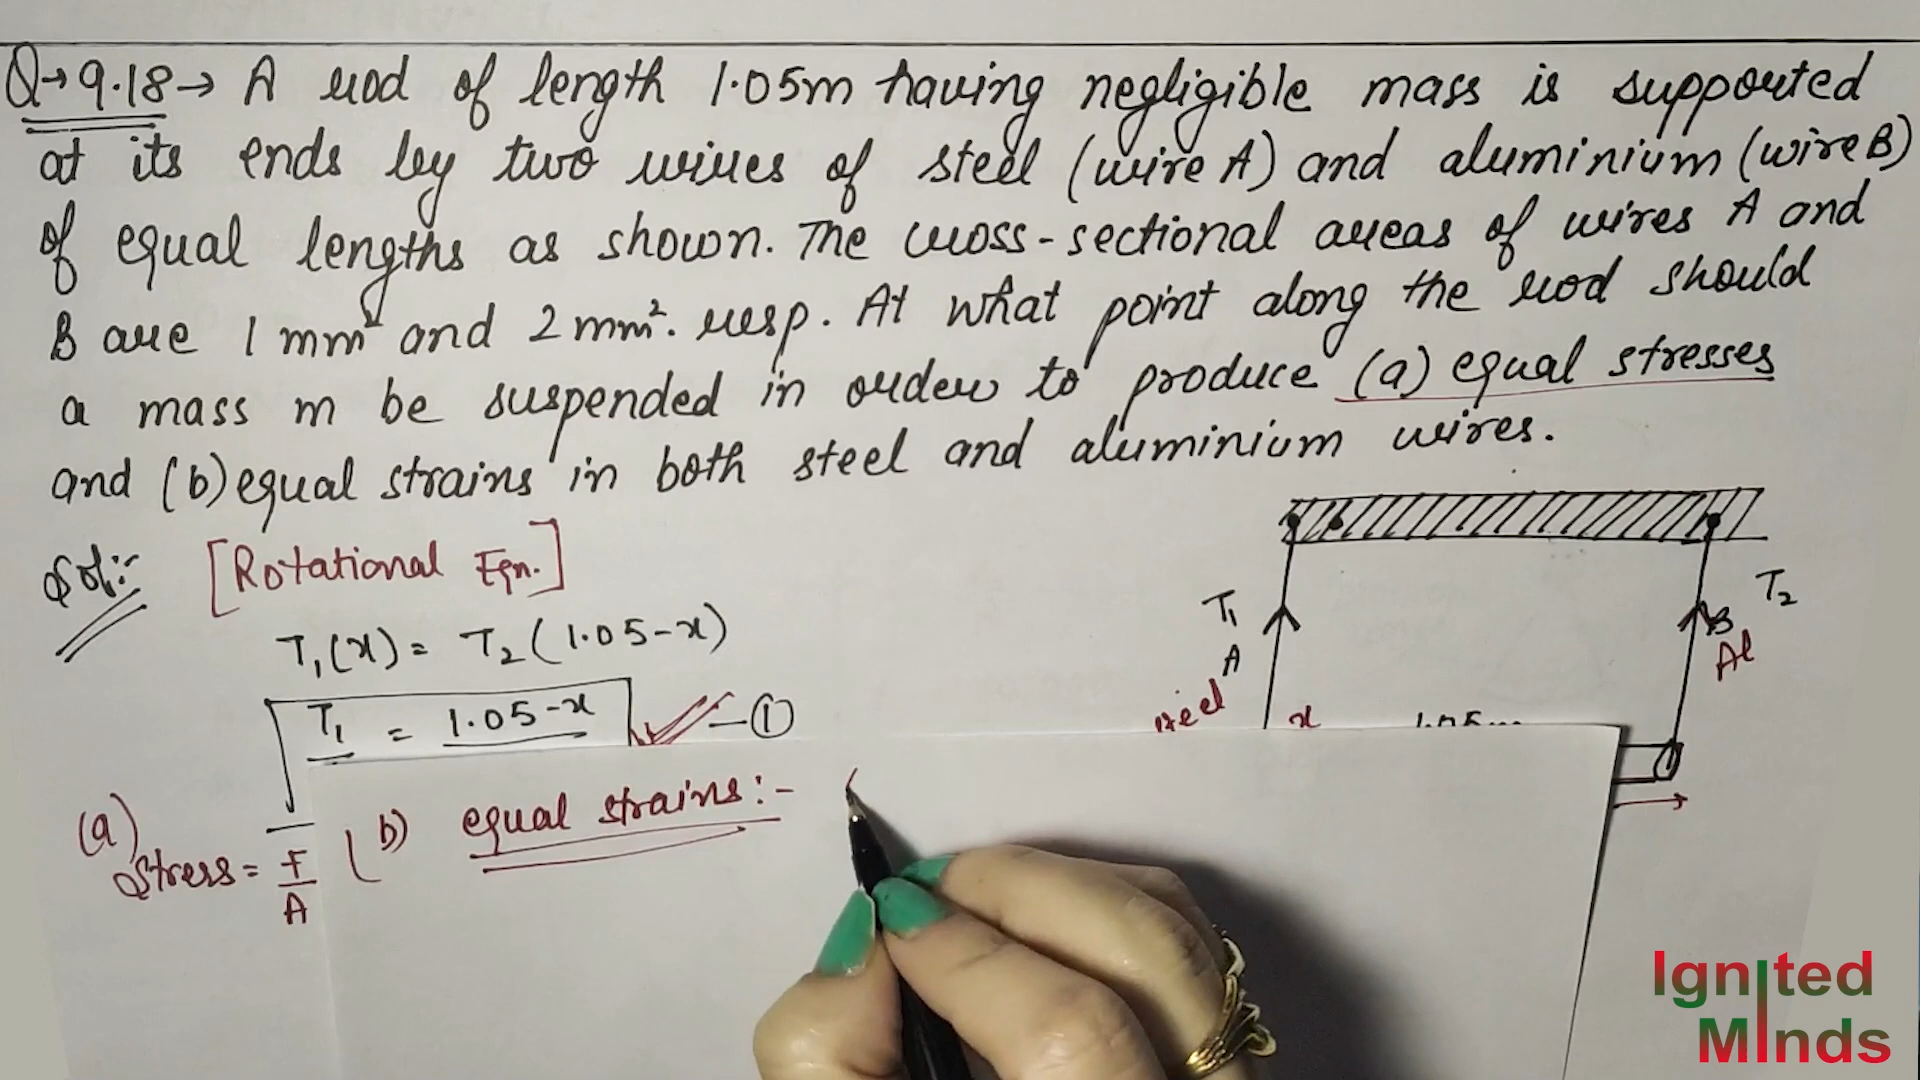 Q→9.18→ A rod of length 1.05m having negligible mass is supported
at its ends by two wires of steel (wire A) and aluminium (wire B)
of equal lengths as shown. The cross-sectional areas of wires A and
B are 1 mm² and 2 mm². resp. At what point along the rod should
a mass m be suspended in order to produce (a) equal stresses
and (b) equal strains in both steel and aluminium wires.
Sol:-
[Rotational Eqn.]
T₁(x) = T₂(1.05-x)
T₁ = 1.05-x —①
(a)
Stress = F/A
(b) equal strains:-
T₁
T₂
A
B
Al
steel
x
1.05m
Ignited
Minds